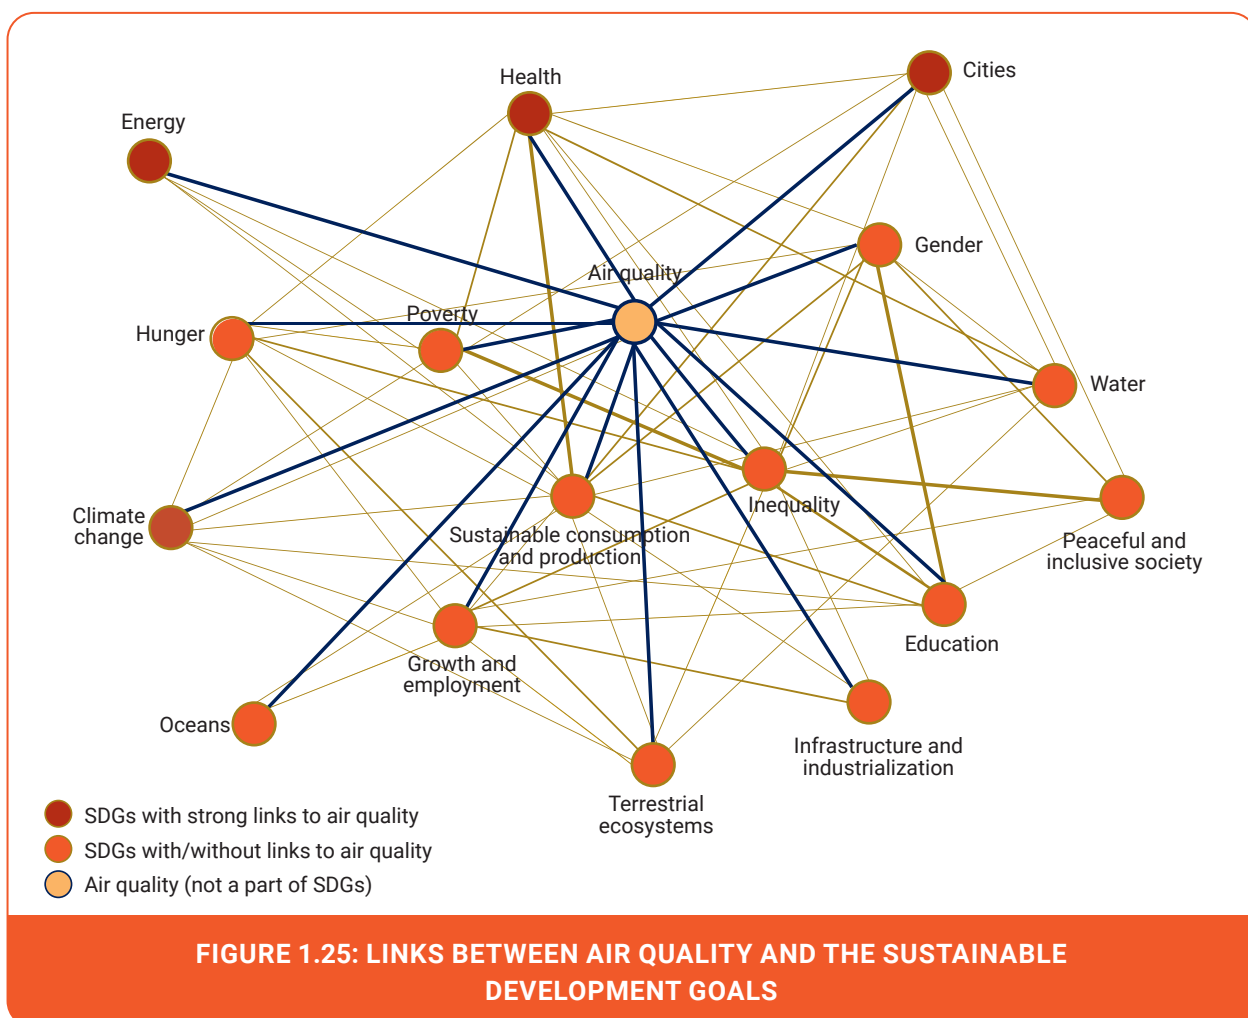 Health
Cities
Energy
Gender
Air quality
Poverty
Hunger
Water
Climate
change
Inequality
Sustainable consumption
and production
Peaceful and
inclusive society
Education
Growth and
employment
Oceans
Infrastructure and
industrialization
Terrestrial
ecosystems
SDGs with strong links to air quality
SDGs with/without links to air quality
Air quality (not a part of SDGs)
FIGURE 1.25: LINKS BETWEEN AIR QUALITY AND THE SUSTAINABLE
DEVELOPMENT GOALS